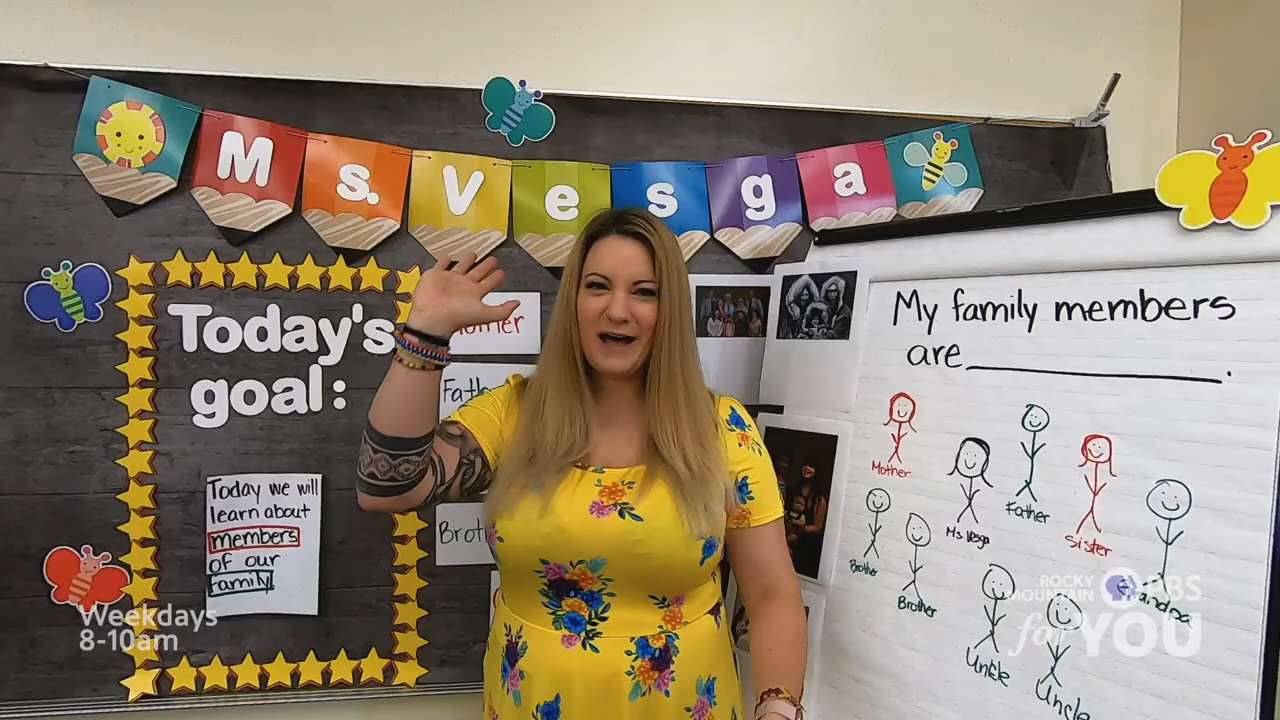 Ms. Vesga
Today's
goal:
Today we will
learn about
members
of our
family
Weekdays
8-10am
Mother
Fath
Broth
My family members
are__________.
Mother
Ms. Vesga
Father
Sister
Brother
Brother
Grandpa
Uncle
Uncle
ROCKY
MOUNTAIN PBS
for YOU